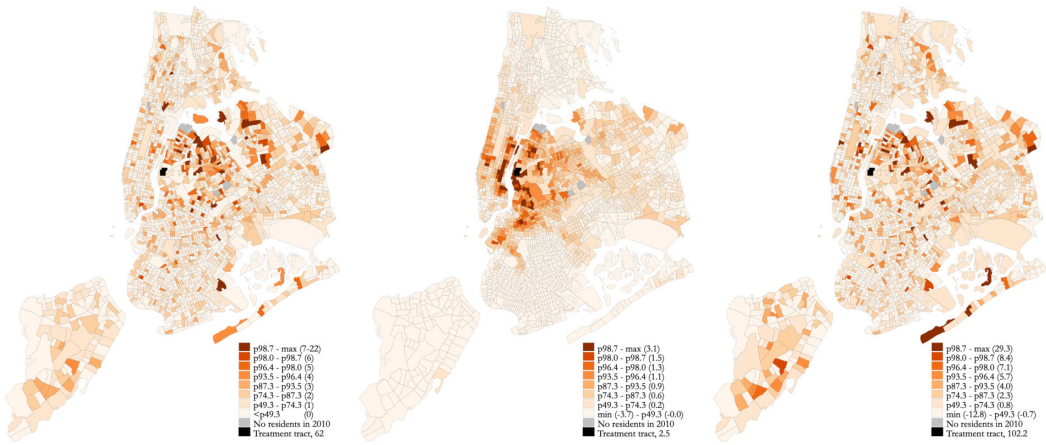 p98.7 - max (7-22)
p98.0 - p98.7 (6)
p96.4 - p98.0 (5)
p93.5 - p96.4 (4)
p87.3 - p93.5 (3)
p74.3 - p87.3 (2)
p49.3 - p74.3 (1)
<p49.3 (0)
No residents in 2010
Treatment tract, 62
p98.7 - max (3.1)
p98.0 - p98.7 (1.5)
p96.4 - p98.0 (1.3)
p93.5 - p96.4 (1.1)
p87.3 - p93.5 (0.9)
p74.3 - p87.3 (0.6)
p49.3 - p74.3 (0.2)
min (-3.7) - p49.3 (-0.0)
No residents in 2010
Treatment tract, 2.5
p98.7 - max (29.3)
p98.0 - p98.7 (8.4)
p96.4 - p98.0 (7.1)
p93.5 - p96.4 (5.7)
p87.3 - p93.5 (4.0)
p74.3 - p87.3 (2.3)
p49.3 - p74.3 (0.8)
min (-12.8) - p49.3 (-0.7)
No residents in 2010
Treatment tract, 102.2